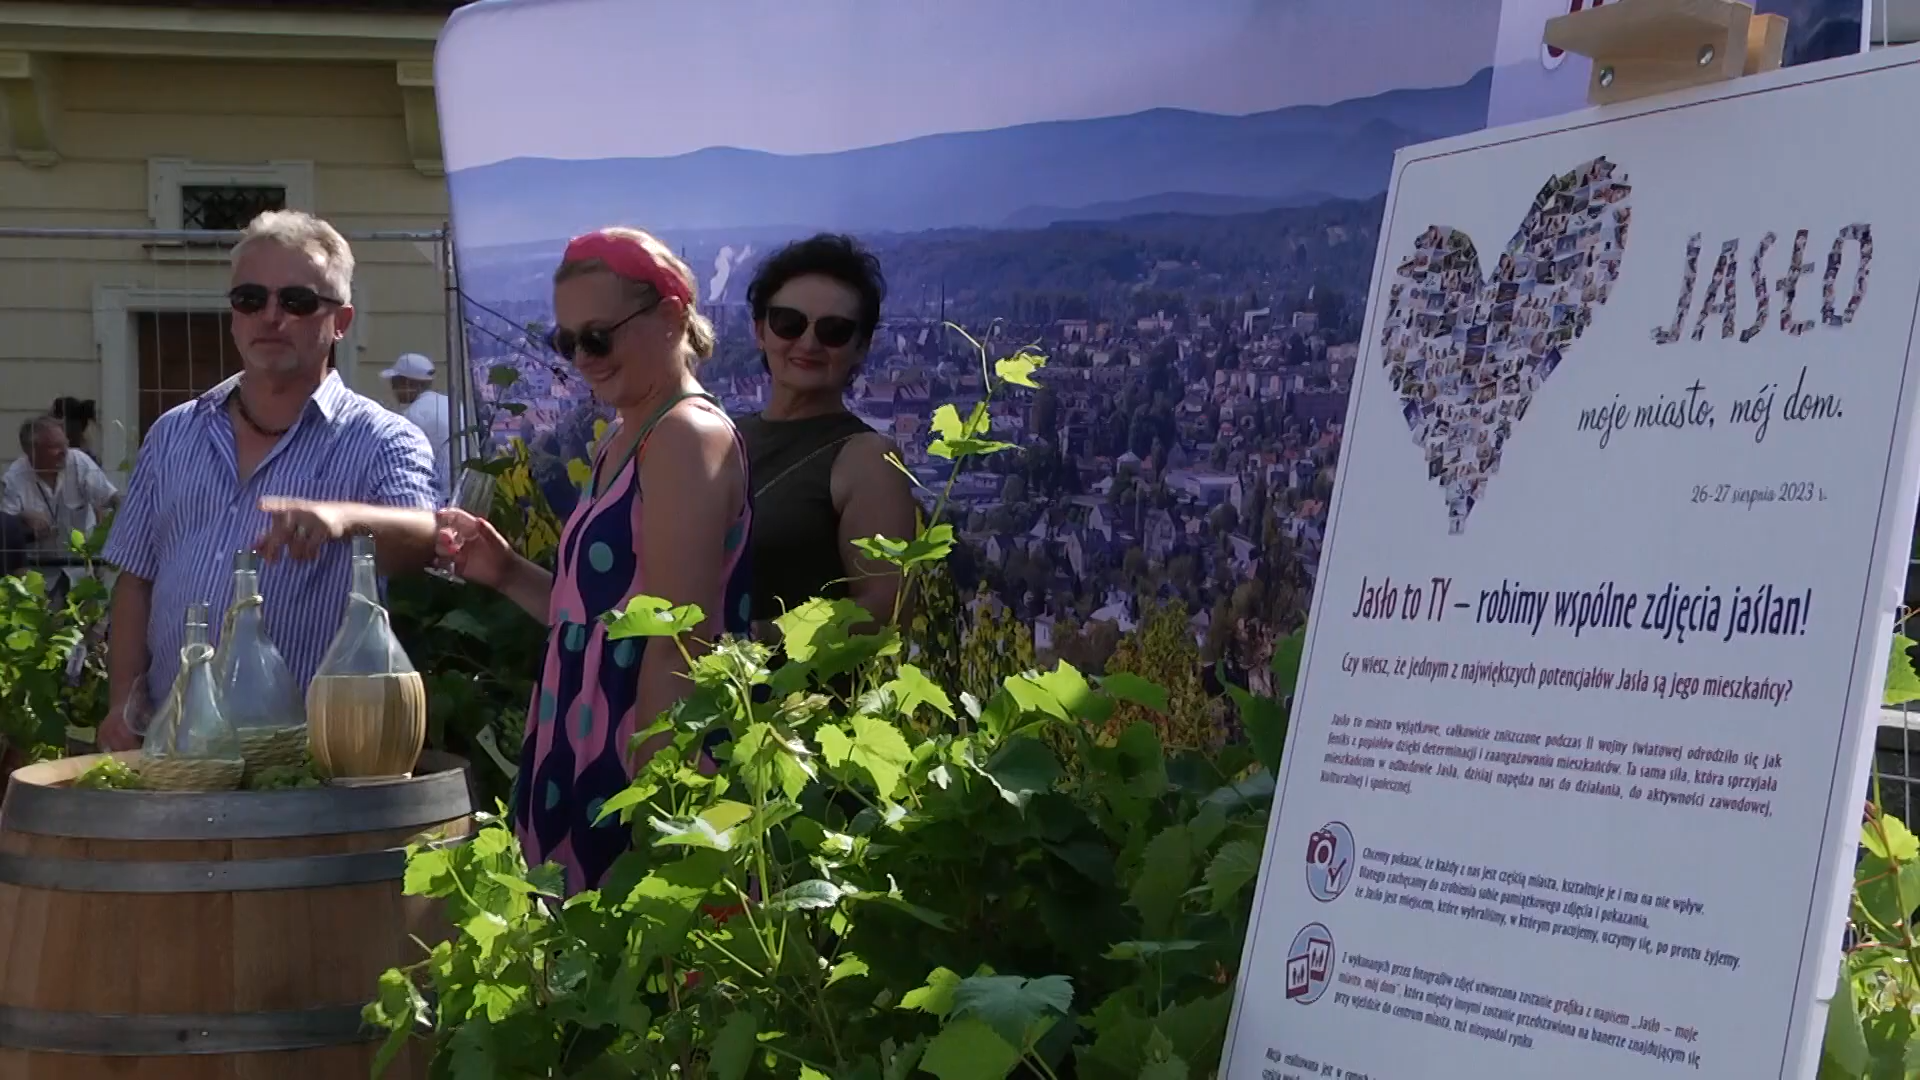 JASŁO
moje miasto, mój dom.
26-27 sierpnia 2023 r.
Jasło to TY – robimy wspólne zdjęcia jaślan!
Czy wiesz, że jednym z największych potencjałów Jasła są jego mieszkańcy?
Jasło to miasto wyjątkowe, całkowicie zniszczone podczas II wojny światowej odrodziło się jak
feniks z popiołów dzięki determinacji i zaangażowaniu mieszkańców. Ta sama siła, która sprzyjała
mieszkańcom w odbudowie Jasła, dzisiaj napędza nas do działania, do aktywności zawodowej,
kulturalnej i społecznej.
Chcemy pokazać, że każdy z nas jest częścią miasta, kształtuje je i ma na nie wpływ.
Dlatego zachęcamy do zrobienia sobie pamiątkowego zdjęcia i pokazania,
że Jasło jest miejscem, które wybraliśmy, w którym pracujemy, uczymy się, po prostu żyjemy.
Z wykonanych przez fotografów zdjęć utworzona zostanie grafika z napisem „Jasło – moje
miasto, mój dom”, która między innymi zostanie przedstawiona na banerze znajdującym się
przy wjeździe do centrum miasta, tuż nieopodal rynku.
Akcja realizowana jest w